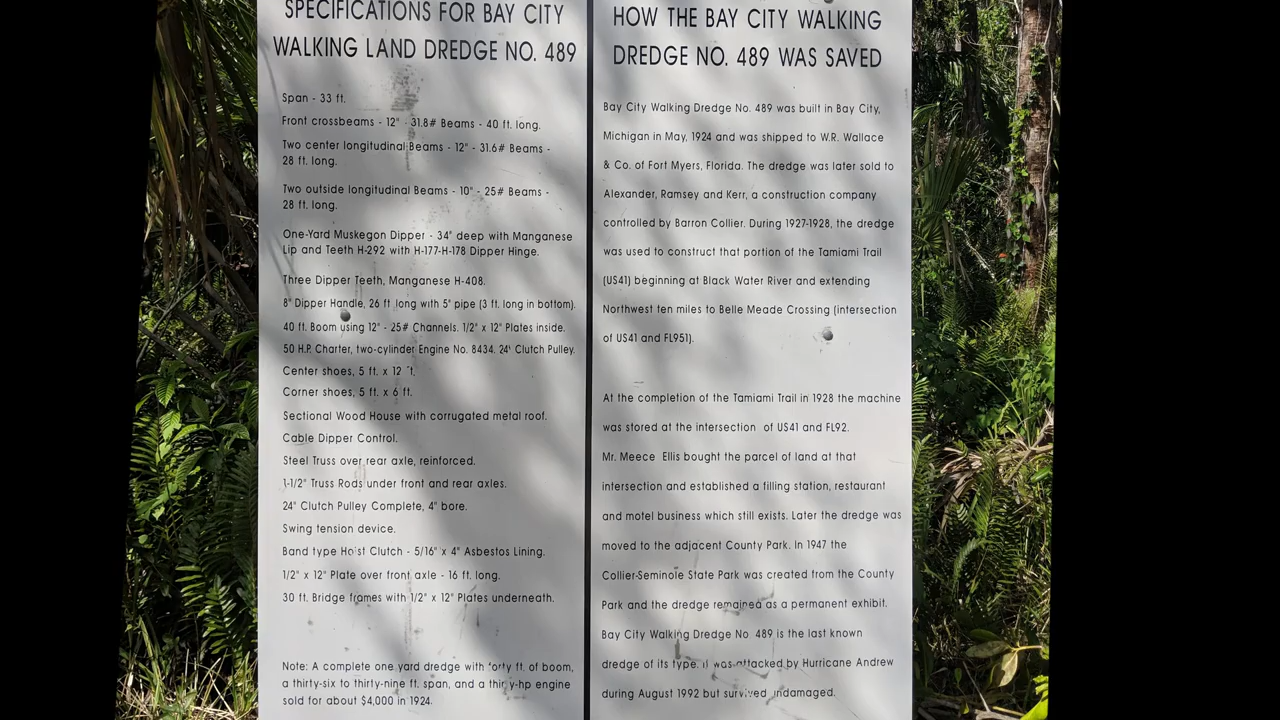 SPECIFICATIONS FOR BAY CITY
WALKING LAND DREDGE NO. 489
Span - 33 ft.
Front crossbeams - 12" - 31.8# Beams - 40 ft. long.
Two center longitudinal Beams - 12" - 31.6# Beams -
28 ft. long.
Two outside longitudinal Beams - 10" - 25# Beams -
28 ft. long.
One-Yard Muskegon Dipper - 34" deep with Manganese
Lip and Teeth H-292 with H-177-H-178 Dipper Hinge.
Three Dipper Teeth, Manganese H-408.
8" Dipper Handle, 26 ft long with 5" pipe (3 ft. long in bottom).
40 ft. Boom using 12" - 25# Channels. 1/2" x 12" Plates inside.
50 H.P. Charter, two-cylinder Engine No. 8434. 24" Clutch Pulley.
Center shoes, 5 ft. x 12 ft.
Corner shoes, 5 ft. x 6 ft.
Sectional Wood House with corrugated metal roof.
Cable Dipper Control.
Steel Truss over rear axle, reinforced.
1-1/2" Truss Rods under front and rear axles.
24" Clutch Pulley Complete, 4" bore.
Swing tension device.
Band type Hoist Clutch - 5/16" x 4" Asbestos Lining.
1/2" x 12" Plate over front axle - 16 ft. long.
30 ft. Bridge frames with 1/2" x 12" Plates underneath.
Note: A complete one yard dredge with forty ft. of boom,
a thirty-six to thirty-nine ft. span, and a thirty-hp engine
sold for about $4,000 in 1924.
HOW THE BAY CITY WALKING
DREDGE NO. 489 WAS SAVED
Bay City Walking Dredge No. 489 was built in Bay City,
Michigan in May, 1924 and was shipped to W.R. Wallace
& Co. of Fort Myers, Florida. The dredge was later sold to
Alexander, Ramsey and Kerr, a construction company
controlled by Barron Collier. During 1927-1928, the dredge
was used to construct that portion of the Tamiami Trail
(US41) beginning at Black Water River and extending
Northwest ten miles to Belle Meade Crossing (intersection
of US41 and FL951).
At the completion of the Tamiami Trail in 1928 the machine
was stored at the intersection of US41 and FL92.
Mr. Meece Ellis bought the parcel of land at that
intersection and established a filling station, restaurant
and motel business which still exists. Later the dredge was
moved to the adjacent County Park. In 1947 the
Collier-Seminole State Park was created from the County
Park and the dredge remained as a permanent exhibit.
Bay City Walking Dredge No 489 is the last known
dredge of its type. It was attacked by Hurricane Andrew
during August 1992 but survived undamaged.